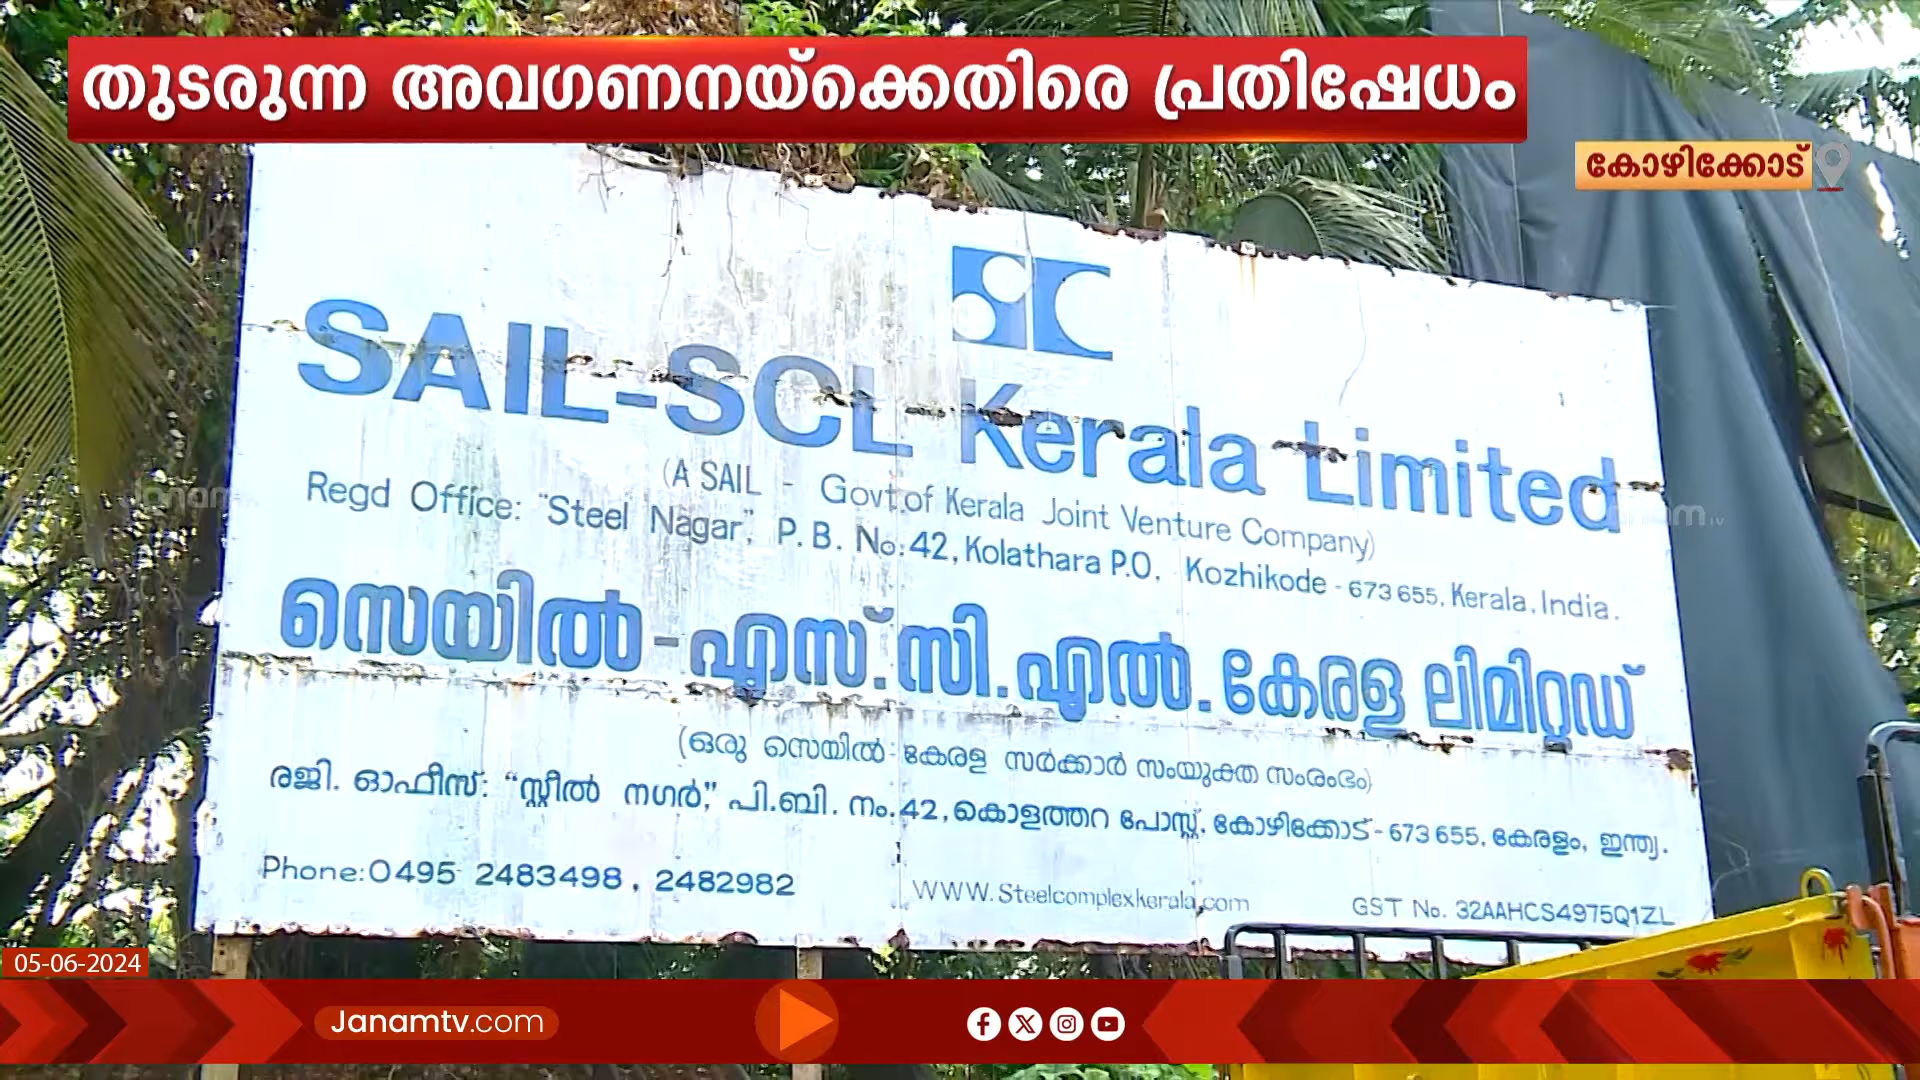 തുടരുന്ന അവഗണനയ്ക്കെതിരെ പ്രതിഷേധം
കോഴിക്കോട്
SAIL-SCL Kerala Limited
(A SAIL - Govt.of Kerala Joint Venture Company)
Regd Office: "Steel Nagar", P.B. No:42, Kolathara P.O, Kozhikode - 673 655, Kerala, India.
സെയിൽ-എസ്.സി.എൽ. കേരള ലിമിറ്റഡ്
(ഒരു സെയിൽ-കേരള സർക്കാർ സംയുക്ത സംരംഭം)
രജി. ഓഫീസ്: "സ്റ്റീൽ നഗർ", പി.ബി. നം.42, കൊളത്തറ പോസ്റ്റ്, കോഴിക്കോട് - 673 655, കേരളം, ഇന്ത്യ.
Phone:0495 2483498, 2482982
WWW.Steelcomplexkerala.com
GST No. 32AAHCS4975Q1ZL
Janam
Janam TV
05-06-2024
Janamtv.com